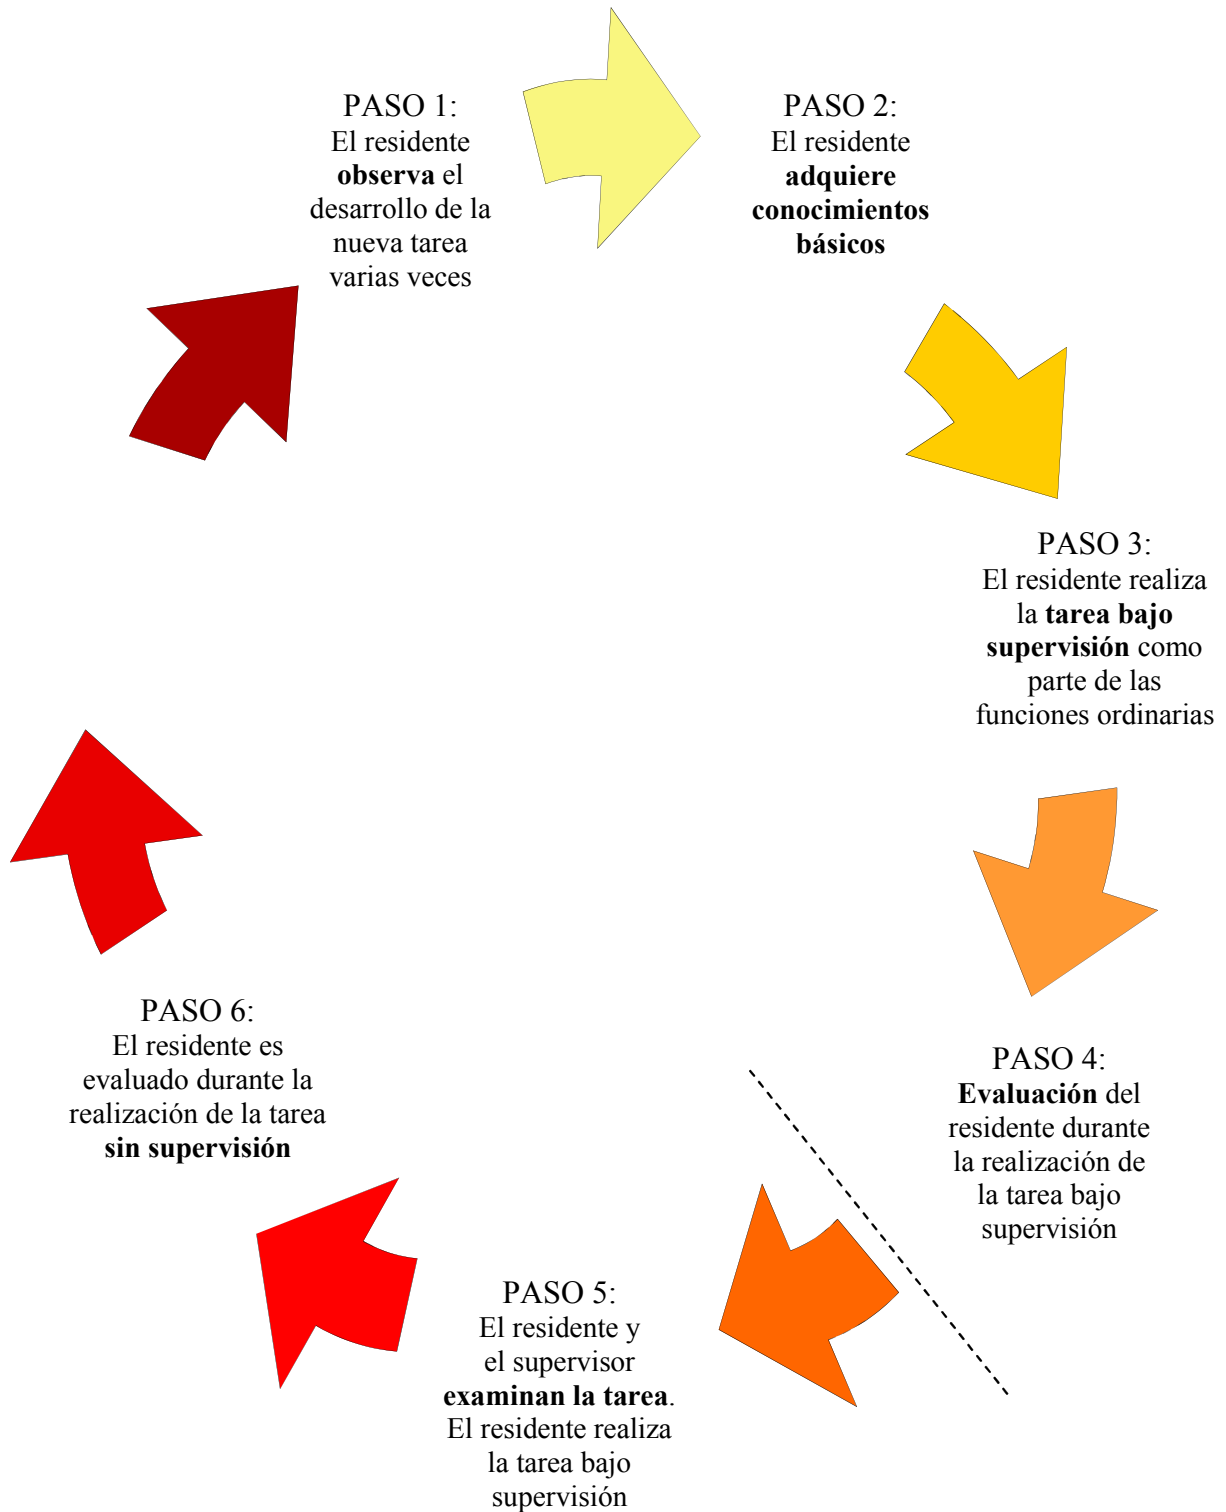 PASO 1:
El residente
observa el
desarrollo de la
nueva tarea
varias veces
PASO 2:
El residente
adquiere
conocimientos
básicos
PASO 3:
El residente realiza
la tarea bajo
supervisión como
parte de las
funciones ordinarias
PASO 4:
Evaluación del
residente durante
la realización de
la tarea bajo
supervisión
PASO 5:
El residente y
el supervisor
examinan la tarea.
El residente realiza
la tarea bajo
supervisión
PASO 6:
El residente es
evaluado durante la
realización de la tarea
sin supervisión